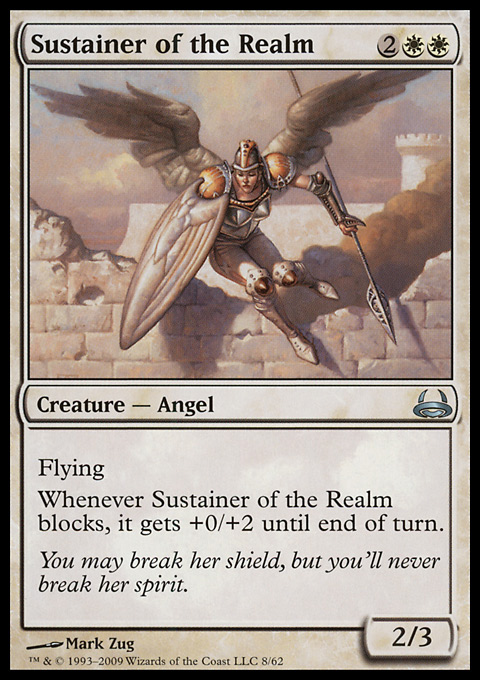 Sustainer of the Realm 2
Creature — Angel
Flying
Whenever Sustainer of the Realm
blocks, it gets +0/+2 until end of turn.
You may break her shield, but you'll never
break her spirit.
Mark Zug
2/3
™ & © 1993–2009 Wizards of the Coast LLC 8/62